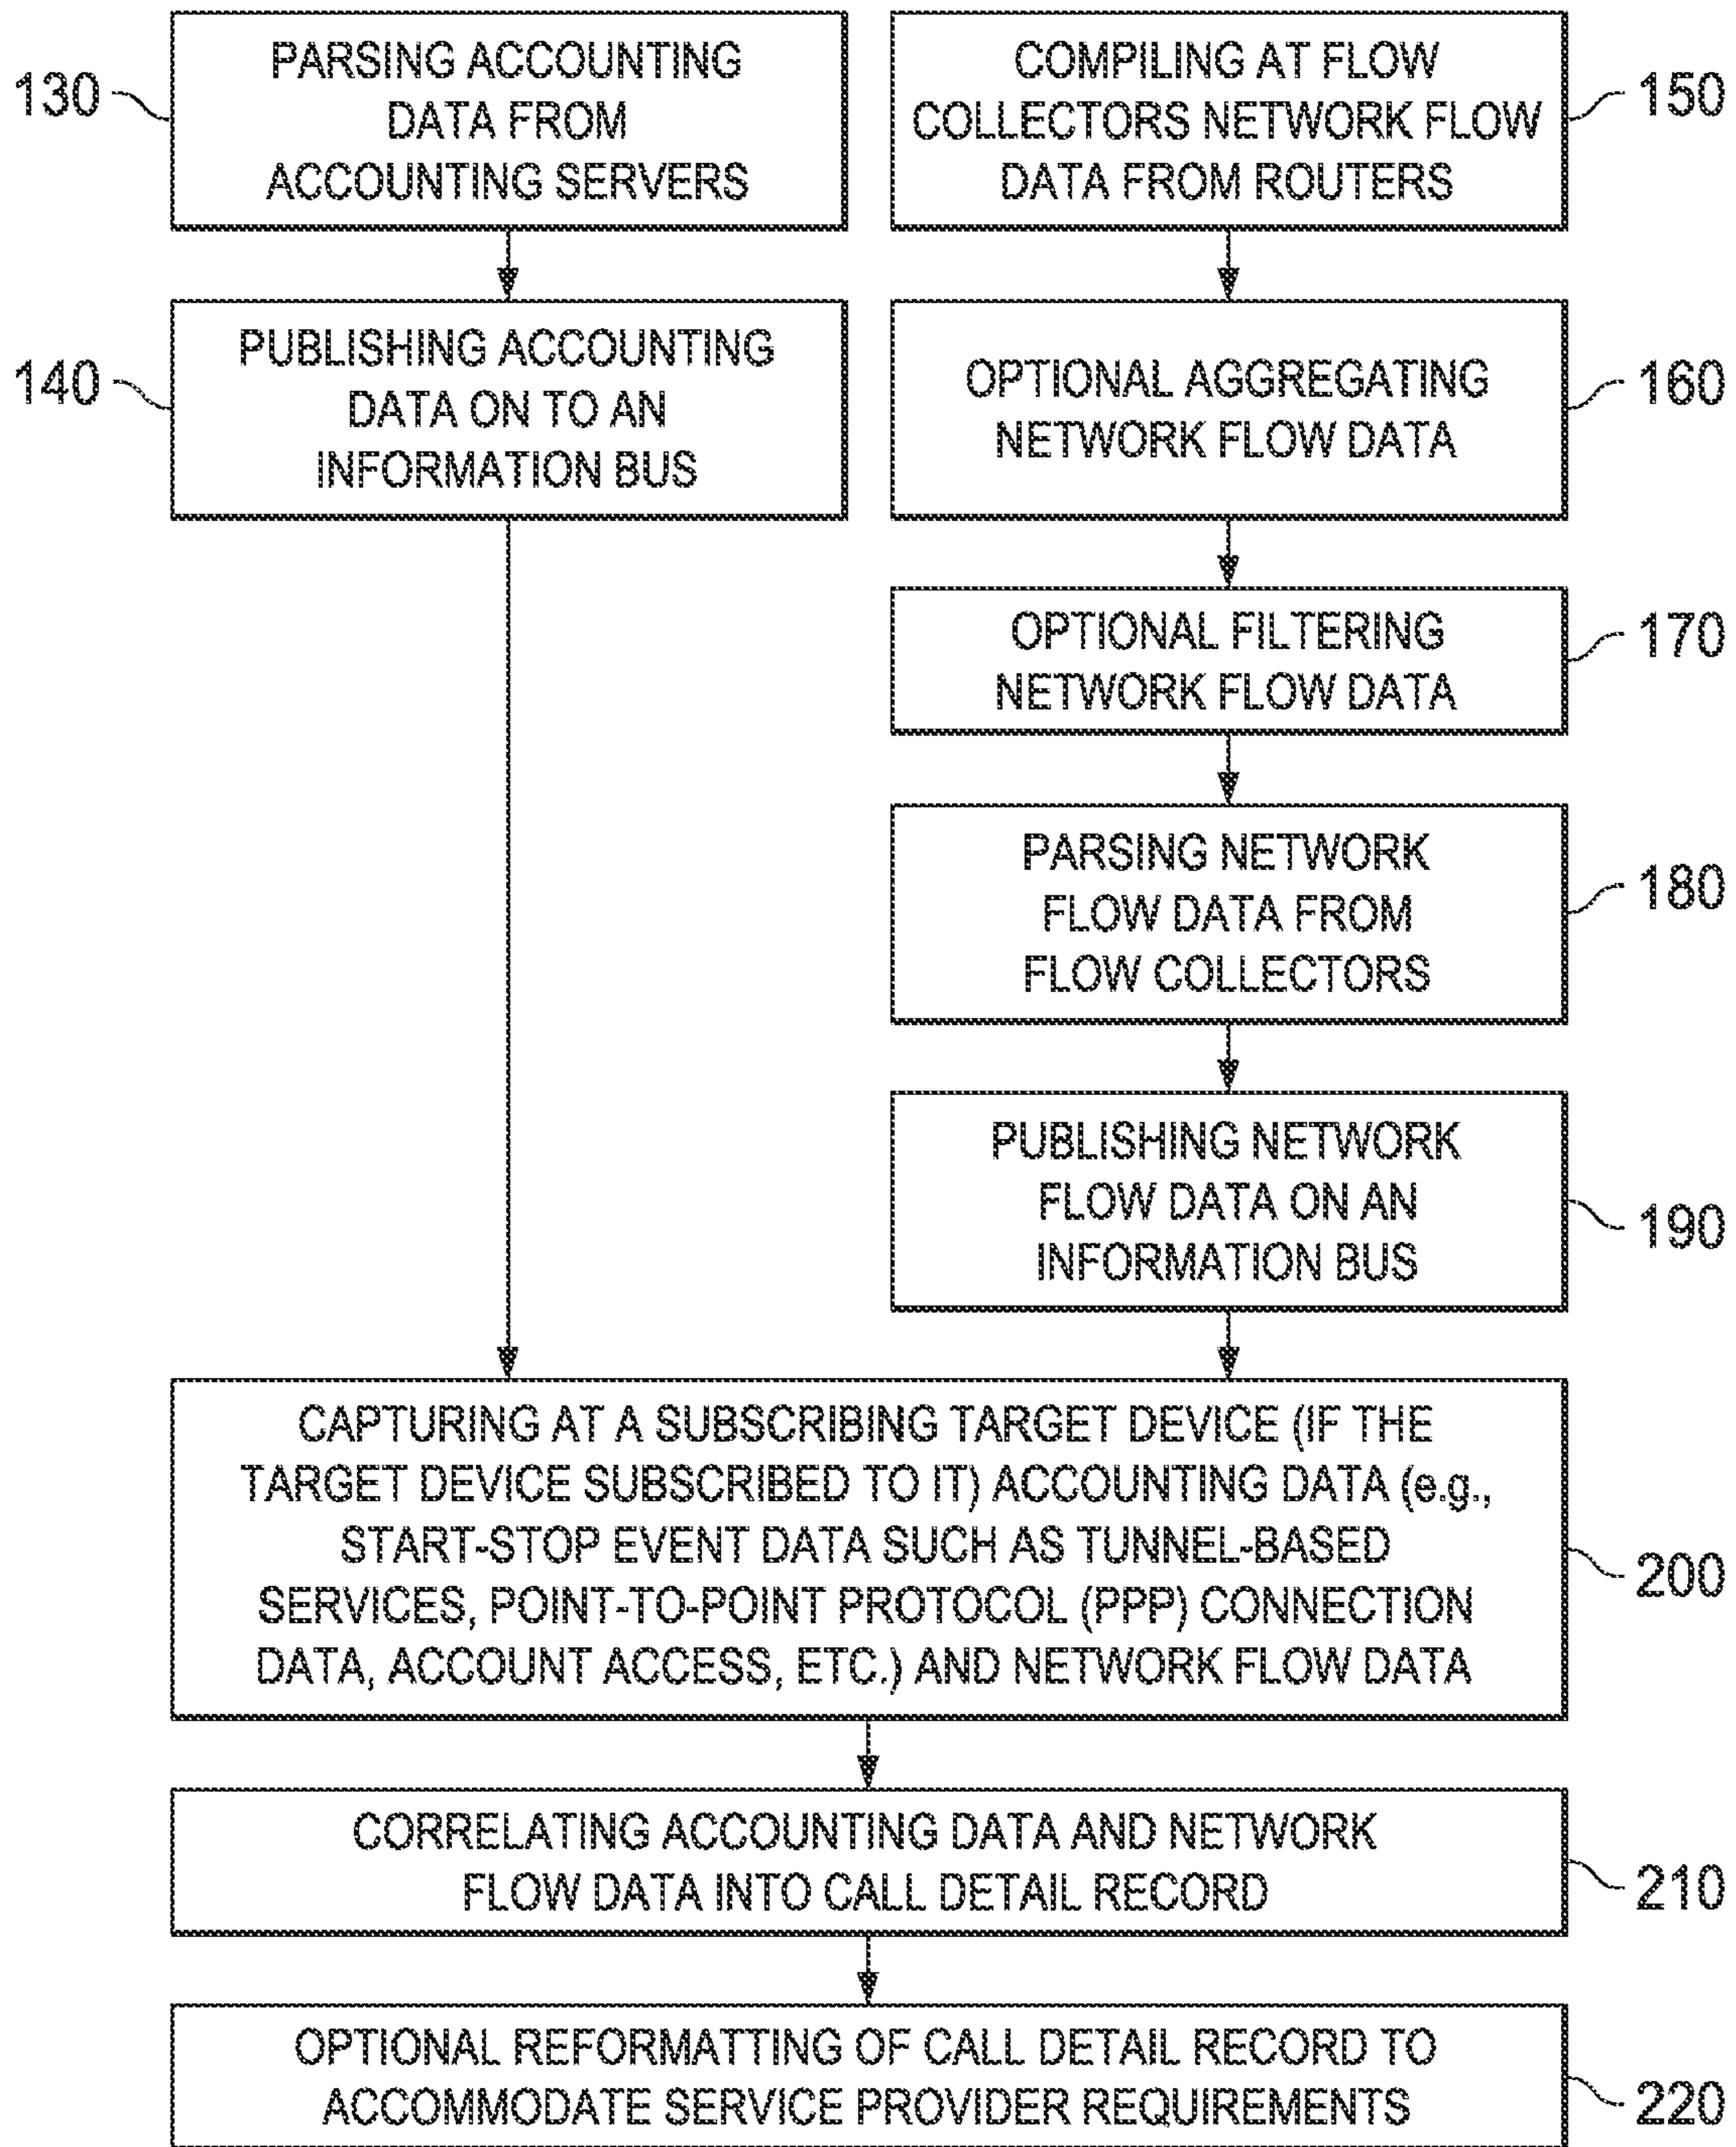 130
PARSING ACCOUNTING
DATA FROM
ACCOUNTING SERVERS
COMPILING AT FLOW
COLLECTORS NETWORK FLOW
DATA FROM ROUTERS
150
140
PUBLISHING ACCOUNTING
DATA ON TO AN
INFORMATION BUS
OPTIONAL AGGREGATING
NETWORK FLOW DATA
160
OPTIONAL FILTERING
NETWORK FLOW DATA
170
PARSING NETWORK
FLOW DATA FROM
FLOW COLLECTORS
180
PUBLISHING NETWORK
FLOW DATA ON AN
INFORMATION BUS
190
CAPTURING AT A SUBSCRIBING TARGET DEVICE (IF THE
TARGET DEVICE SUBSCRIBED TO IT) ACCOUNTING DATA (e.g.,
START-STOP EVENT DATA SUCH AS TUNNEL-BASED
SERVICES, POINT-TO-POINT PROTOCOL (PPP) CONNECTION
DATA, ACCOUNT ACCESS, ETC.) AND NETWORK FLOW DATA
200
CORRELATING ACCOUNTING DATA AND NETWORK
FLOW DATA INTO CALL DETAIL RECORD
210
OPTIONAL REFORMATTING OF CALL DETAIL RECORD TO
ACCOMMODATE SERVICE PROVIDER REQUIREMENTS
220